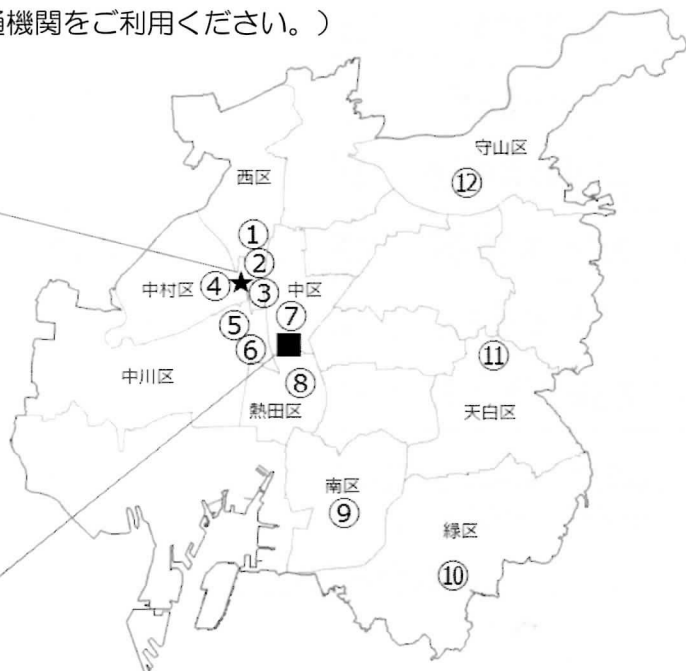 通機関をご利用ください。)
守山区
⑫
西区
①
②
中村区
④
★
③
中区
⑤
⑦
⑥
■
⑪
中川区
⑧
熱田区
天白区
南区
⑨
緑区
⑩